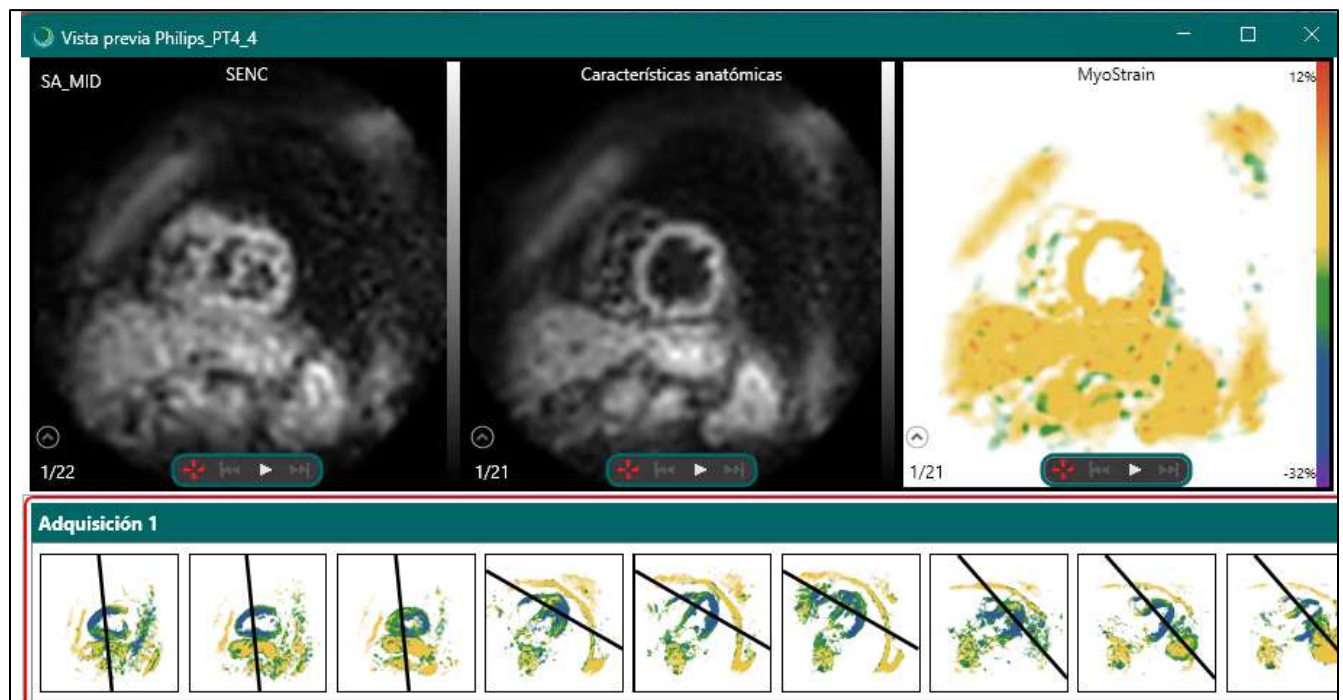 Vista previa Philips_PT4_4
SA_MID
SENC
Características anatómicas
MyoStrain
12%
1/22
1/21
1/21
-32%
Adquisición 1